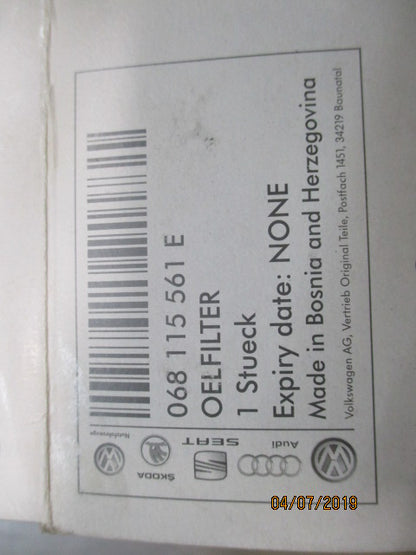 068 115 561 E
OELFILTER
1 Stueck
Expiry date: NONE
Made in Bosnia and Herzegovina
Volkswagen AG, Vertrieb Original Teile, Postfach 1451, 34219 Baunatal
Nutzfahrzeuge
ŠKODA
SEAT
Audi
04/07/2019